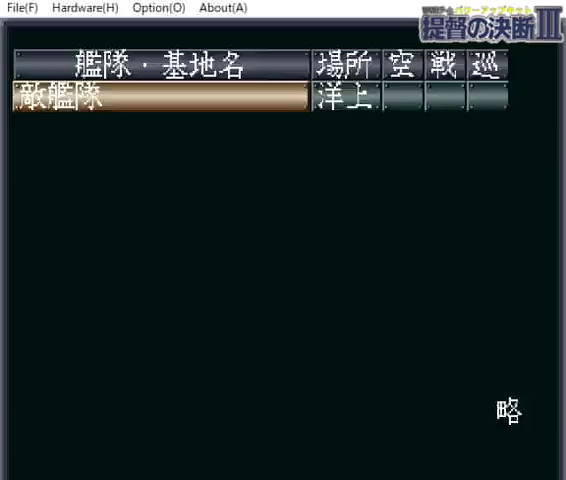 File(F) Hardware(H) Option(O) About(A)
パワーアップキット
提督の決断III
艦隊・基地名 場所 空 戦 巡
敵艦隊 洋上
略